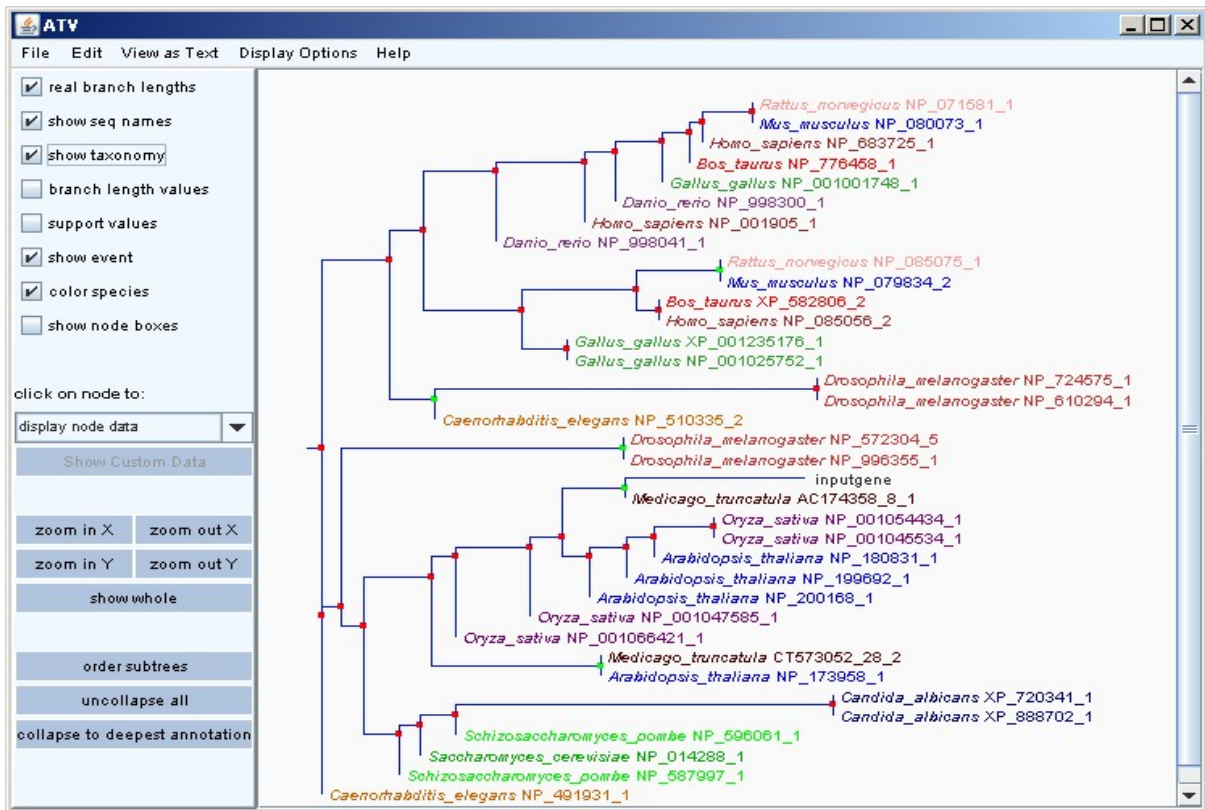 ATV
File Edit View as Text Display Options Help
real branch lengths
show seq names
show taxonomy
branch length values
support values
show event
color species
show node boxes
click on node to:
display node data
Show Custom Data
zoom in X zoom out X
zoom in Y zoom out Y
show whole
order subtrees
uncollapse all
collapse to deepest annotation
Rattus_norvegicus NP_071581_1
Mus_musculus NP_080073_1
Homo_sapiens NP_683725_1
Bos_taurus NP_776458_1
Gallus_gallus NP_001001748_1
Danio_rerio NP_998300_1
Homo_sapiens NP_001905_1
Danio_rerio NP_998041_1
Rattus_norvegicus NP_085075_1
Mus_musculus NP_079834_2
Bos_taurus XP_582806_2
Homo_sapiens NP_085056_2
Gallus_gallus XP_001235176_1
Gallus_gallus NP_001025752_1
Drosophila_melanogaster NP_724575_1
Drosophila_melanogaster NP_610294_1
Caenorhabditis_elegans NP_510335_2
Drosophila_melanogaster NP_572304_5
Drosophila_melanogaster NP_996355_1
inputgene
Medicago_truncatula AC174358_8_1
Oryza_sativa NP_001054434_1
Oryza_sativa NP_001045534_1
Arabidopsis_thaliana NP_180831_1
Arabidopsis_thaliana NP_199692_1
Arabidopsis_thaliana NP_200168_1
Oryza_sativa NP_001047585_1
Oryza_sativa NP_001066421_1
Medicago_truncatula CT573052_28_2
Arabidopsis_thaliana NP_173958_1
Candida_albicans XP_720341_1
Candida_albicans XP_888702_1
Schizosaccharomyces_pombe NP_596061_1
Saccharomyces_cerevisiae NP_014288_1
Schizosaccharomyces_pombe NP_587997_1
Caenorhabditis_elegans NP_491931_1